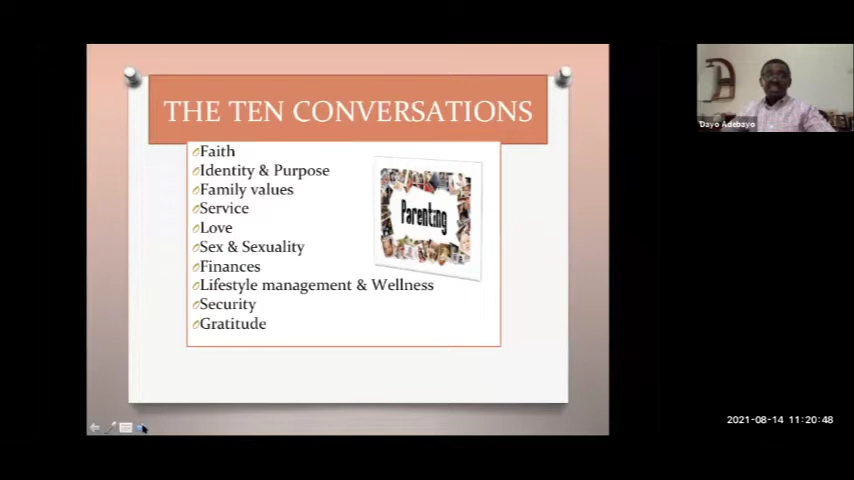 THE TEN CONVERSATIONS
Faith
Identity & Purpose
Family values
Service
Love
Sex & Sexuality
Finances
Lifestyle management & Wellness
Security
Gratitude
Parenting
Dayo Adebayo
2021-08-14 11:20:48